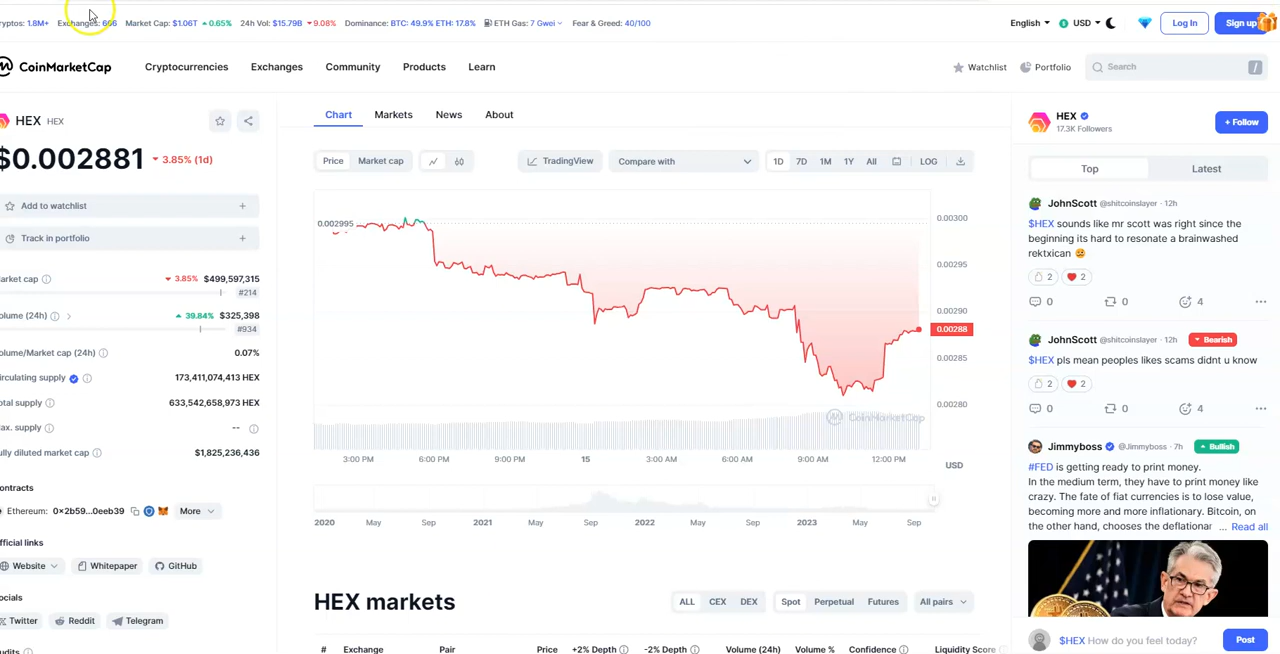 ryptos: 1.8M+ Exchanges: 666 Market Cap: $1.06T 0.65% 24h Vol: $15.79B 9.08% Dominance: BTC: 49.9% ETH: 17.8% ETH Gas: 7 Gwei Fear & Greed: 40/100
English USD Log In Sign up
CoinMarketCap Cryptocurrencies Exchanges Community Products Learn
Watchlist Portfolio Search /
HEX HEX
$0.002881 3.85% (1d)
Add to watchlist +
Track in portfolio +
arket cap 3.85% $499,597,315
#214
olume (24h) 39.84% $325,398
#934
olume/Market cap (24h) 0.07%
irculating supply 173,411,074,413 HEX
otal supply 633,542,658,973 HEX
ax. supply --
ully diluted market cap $1,825,236,436
ontracts
Ethereum: 0x2b59...0eeb39 More
fficial links
Website Whitepaper GitHub
ocials
Twitter Reddit Telegram
udits
Chart Markets News About
Price Market cap TradingView Compare with 1D 7D 1M 1Y All LOG
0.002995
0.00300
0.00295
0.00290
0.00288
0.00285
0.00280
CoinMarketCap
3:00 PM 6:00 PM 9:00 PM 15 3:00 AM 6:00 AM 9:00 AM 12:00 PM USD
2020 May Sep 2021 May Sep 2022 May Sep 2023 May Sep
HEX markets ALL CEX DEX Spot Perpetual Futures All pairs
# Exchange Pair Price +2% Depth -2% Depth Volume (24h) Volume % Confidence Liquidity Score
HEX
17.3K Followers
+ Follow
Top Latest
JohnScott @shitcoinslayer · 12h
$HEX sounds like mr scott was right since the
beginning its hard to resonate a brainwashed
rektxican
2 2
0 0 4 ...
JohnScott @shitcoinslayer · 12h Bearish
$HEX pls mean peoples likes scams didnt u know
2 2
0 0 4 ...
Jimmyboss @Jimmyboss · 7h Bullish
#FED is getting ready to print money.
In the medium term, they have to print money like
crazy. The fate of fiat currencies is to lose value,
becoming more and more inflationary. Bitcoin, on
the other hand, chooses the deflationar ... Read all
$HEX How do you feel today? Post